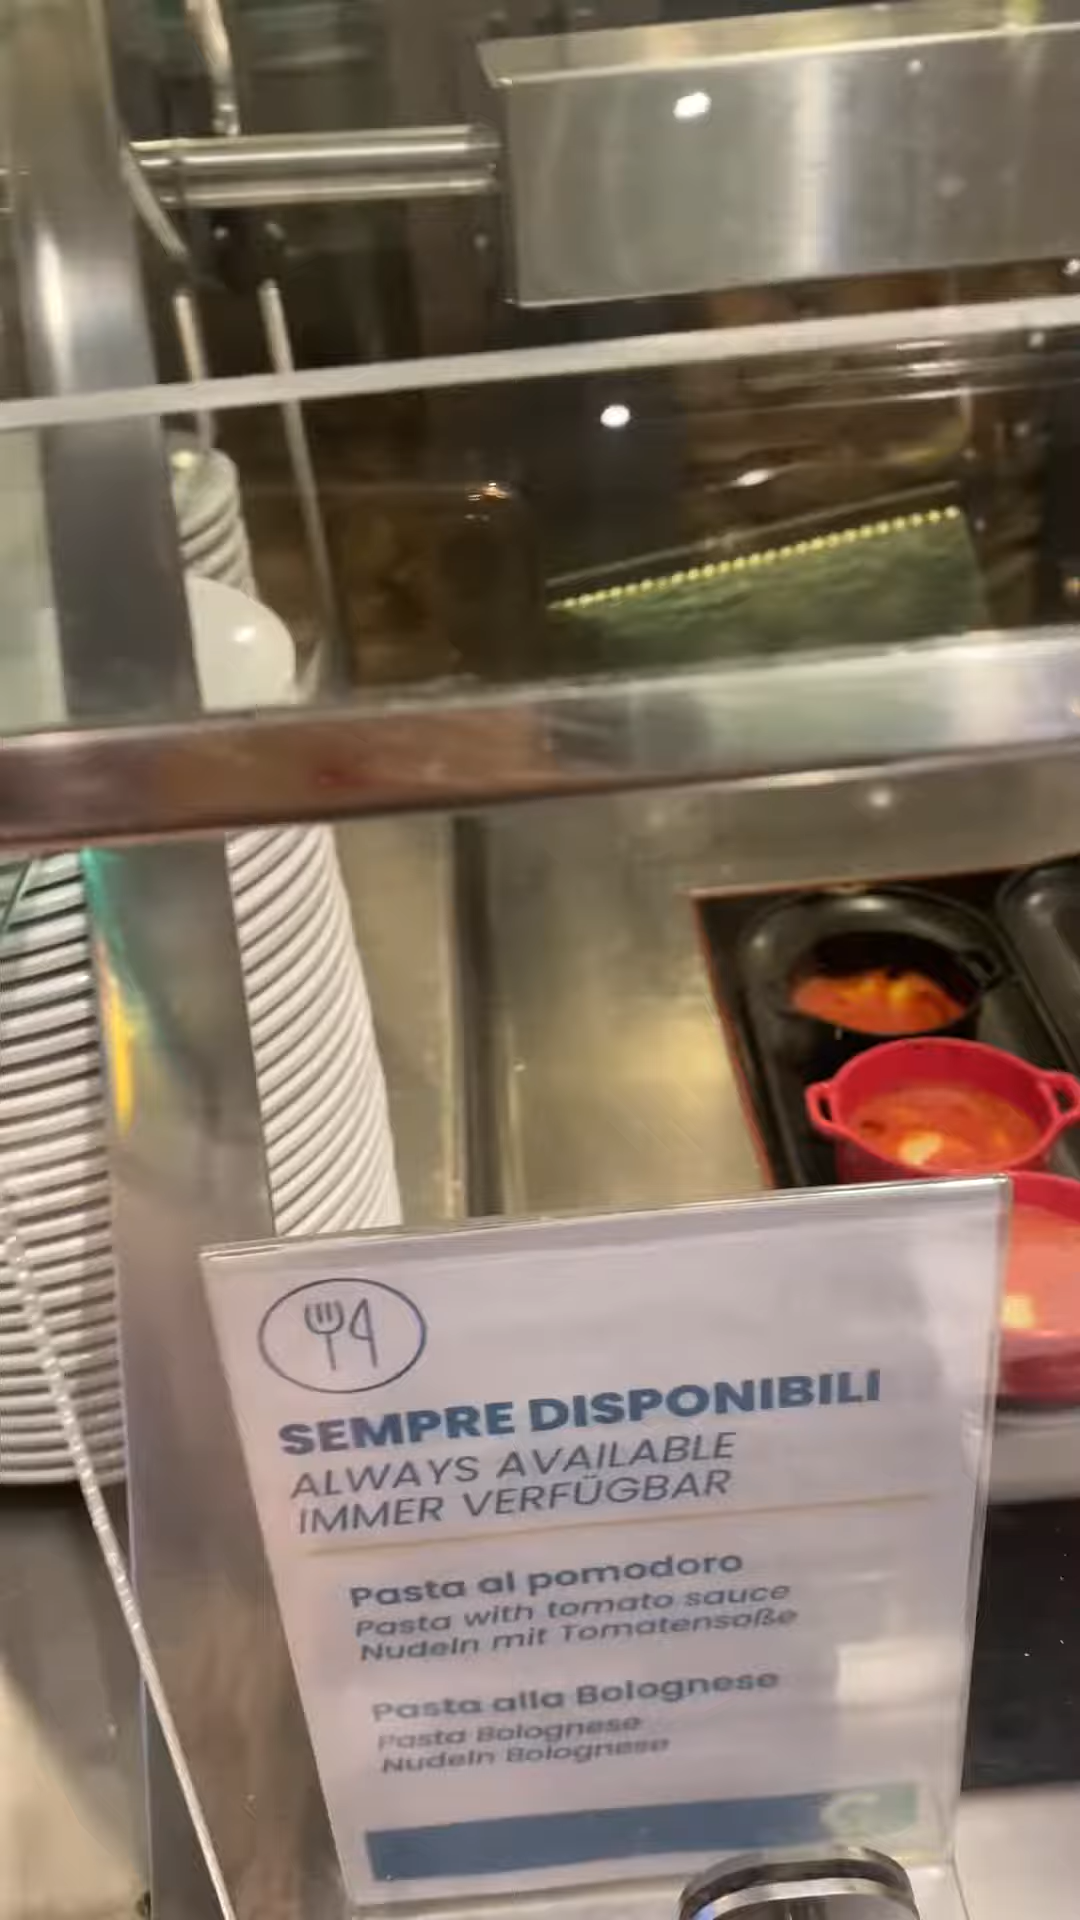 SEMPRE DISPONIBILI
ALWAYS AVAILABLE
IMMER VERFÜGBAR
Pasta al pomodoro
Pasta with tomato sauce
Nudeln mit Tomatensoße
Pasta alla Bolognese
Pasta Bolognese
Nudeln Bolognese